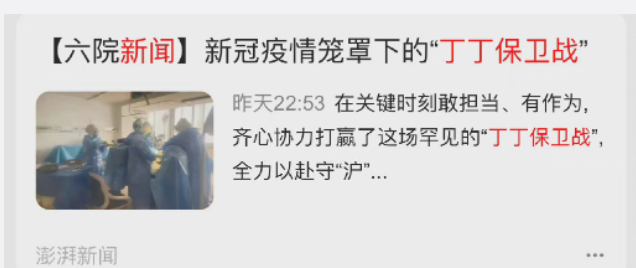 【六院新闻】新冠疫情笼罩下的“丁丁保卫战”
昨天22:53 在关键时刻敢担当、有作为,
齐心协力打赢了这场罕见的“丁丁保卫战”,
全力以赴守“沪”...
澎湃新闻